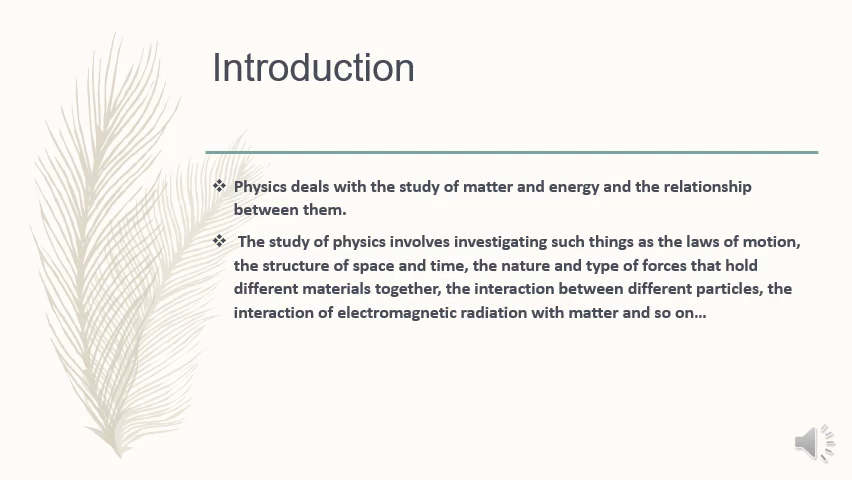 Introduction
❖ Physics deals with the study of matter and energy and the relationship
between them.
❖ The study of physics involves investigating such things as the laws of motion,
the structure of space and time, the nature and type of forces that hold
different materials together, the interaction between different particles, the
interaction of electromagnetic radiation with matter and so on…